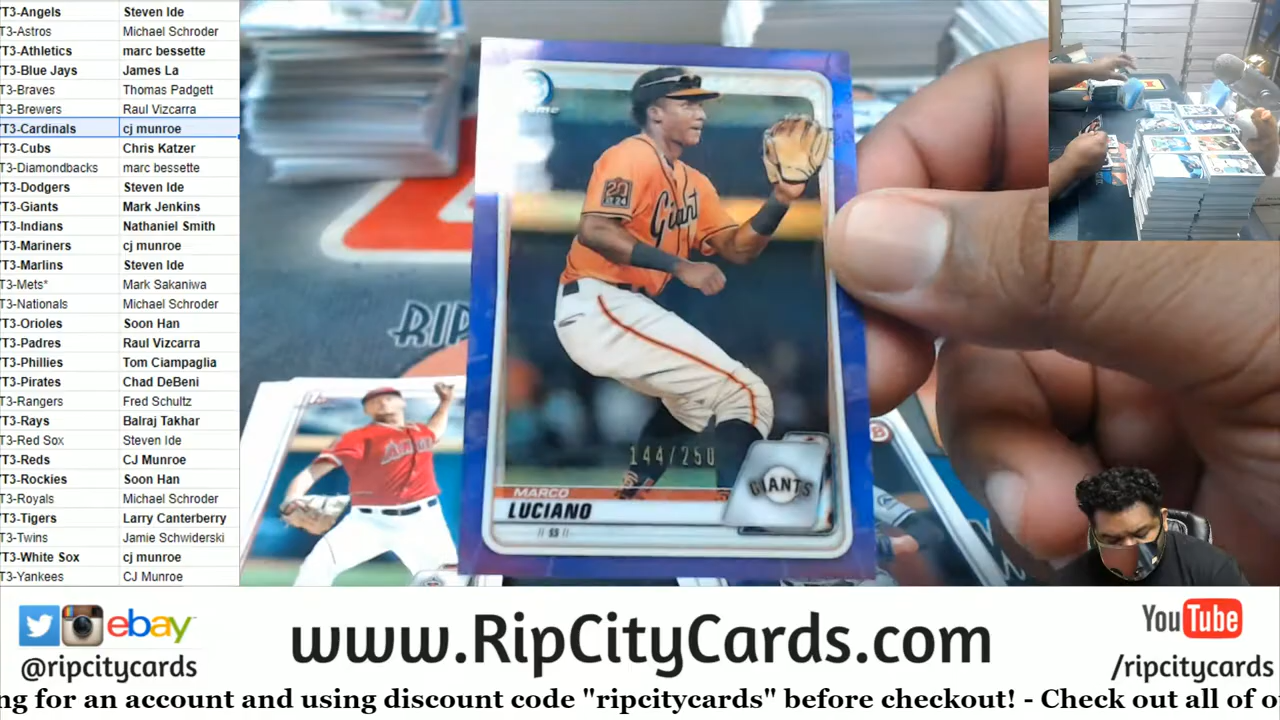 T3-Angels Steven Ide
T3-Astros Michael Schroder
T3-Athletics marc bessette
T3-Blue Jays James La
T3-Braves Thomas Padgett
T3-Brewers Raul Vizcarra
T3-Cardinals cj munroe
T3-Cubs Chris Katzer
T3-Diamondbacks marc bessette
T3-Dodgers Steven Ide
T3-Giants Mark Jenkins
T3-Indians Nathaniel Smith
T3-Mariners cj munroe
T3-Marlins Steven Ide
T3-Mets* Mark Sakaniwa
T3-Nationals Michael Schroder
T3-Orioles Soon Han
T3-Padres Raul Vizcarra
T3-Phillies Tom Ciampaglia
T3-Pirates Chad DeBeni
T3-Rangers Fred Schultz
T3-Rays Balraj Takhar
T3-Red Sox Steven Ide
T3-Reds CJ Munroe
T3-Rockies Soon Han
T3-Royals Michael Schroder
T3-Tigers Larry Canterberry
T3-Twins Jamie Schwiderski
T3-White Sox cj munroe
T3-Yankees CJ Munroe
RIP
Giant
20
24
144/250
MARCO
LUCIANO
SS
GIANTS
B
ebay
@ripcitycards
www.RipCityCards.com
YouTube
/ripcitycards
ng for an account and using discount code "ripcitycards" before checkout! - Check out all of o